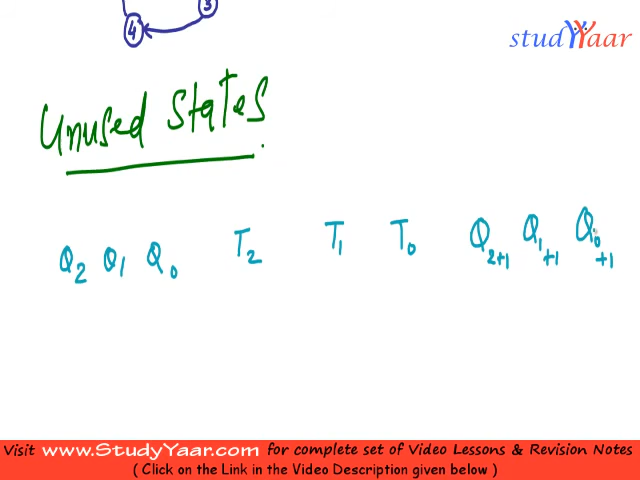 4 3
studYYaar
Unused States
Q2 Q1 Q0 T2 T1 T0 Q2+1 Q1+1 Q0+1
Visit www.StudyYaar.com for complete set of Video Lessons & Revision Notes
( Click on the Link in the Video Description given below )